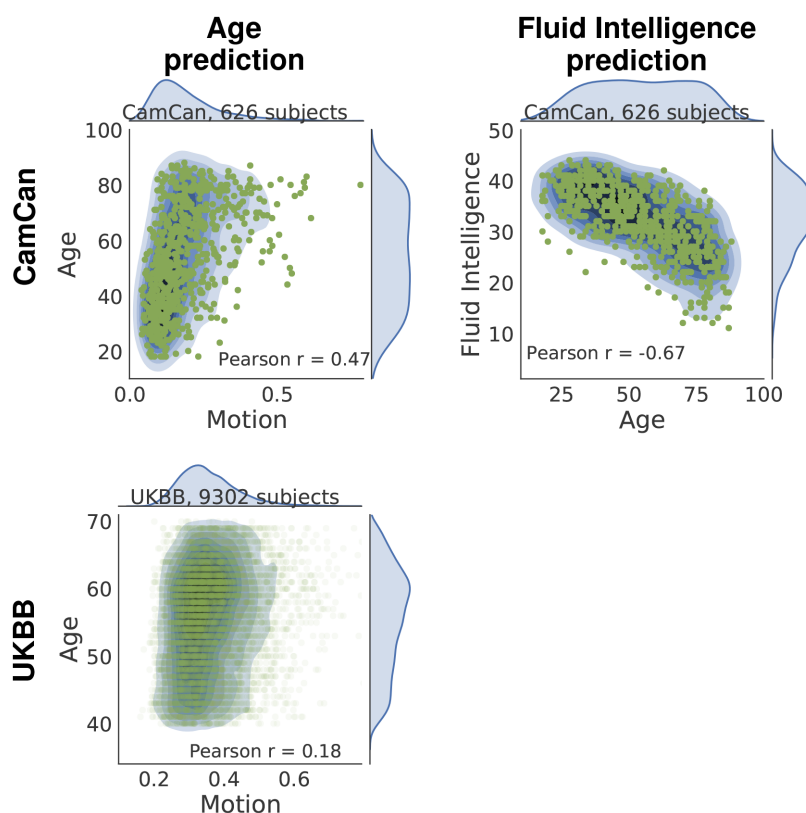 Age
prediction
Fluid Intelligence
prediction
CamCan
CamCan, 626 subjects
100
80
60
40
20
Age
Pearson r = 0.47
0.0
0.5
Motion
CamCan, 626 subjects
50
40
30
20
10
Fluid Intelligence
Pearson r = -0.67
25
50
75
100
Age
UKBB
UKBB, 9302 subjects
70
60
50
40
Age
Pearson r = 0.18
0.2
0.4
0.6
Motion